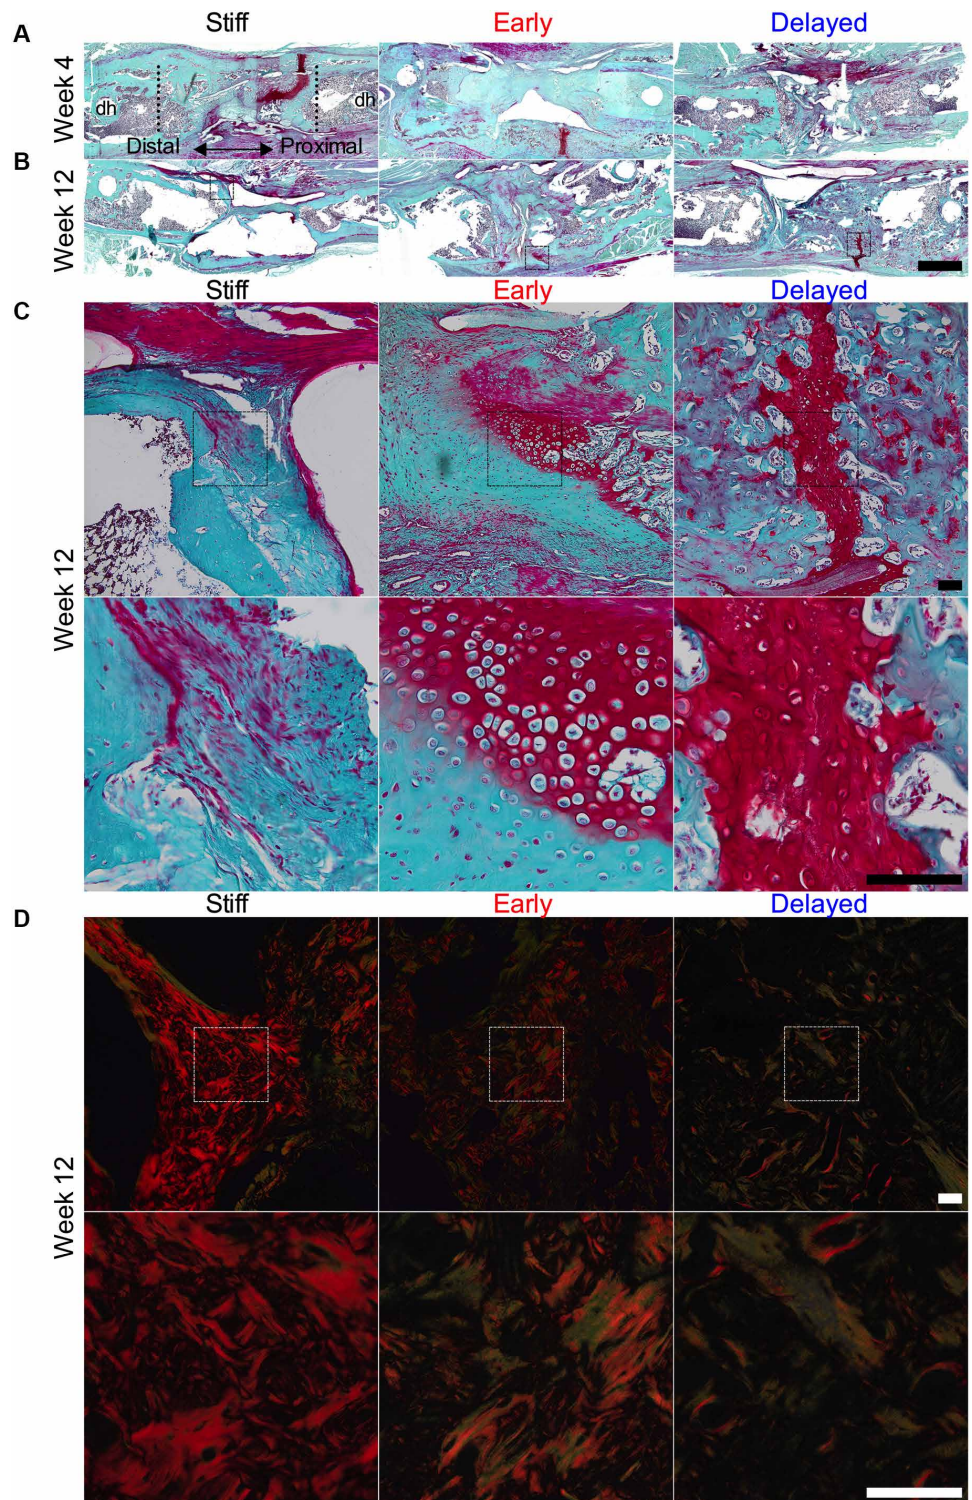 Stiff Early Delayed
A
Week 4
dh dh
Distal Proximal
B
Week 12
Stiff Early Delayed
C
Week 12
Stiff Early Delayed
D
Week 12